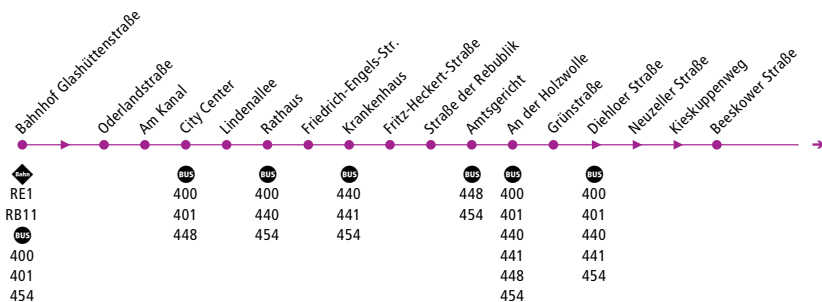 Bahnhof Glashüttenstraße
Oderlandstraße
Am Kanal
City Center
Lindenallee
Rathaus
Friedrich-Engels-Str.
Krankenhaus
Fritz-Heckert-Straße
Straße der Rebublik
Amtsgericht
An der Holzwolle
Grünstraße
Diehloer Straße
Neuzeller Straße
Kieskuppenweg
Beeskower Straße
Bahn
RE1
RB11
BUS
400
401
454
BUS
400
401
448
BUS
400
440
454
BUS
440
441
454
BUS
448
454
BUS
400
401
440
441
448
454
BUS
400
401
440
441
454